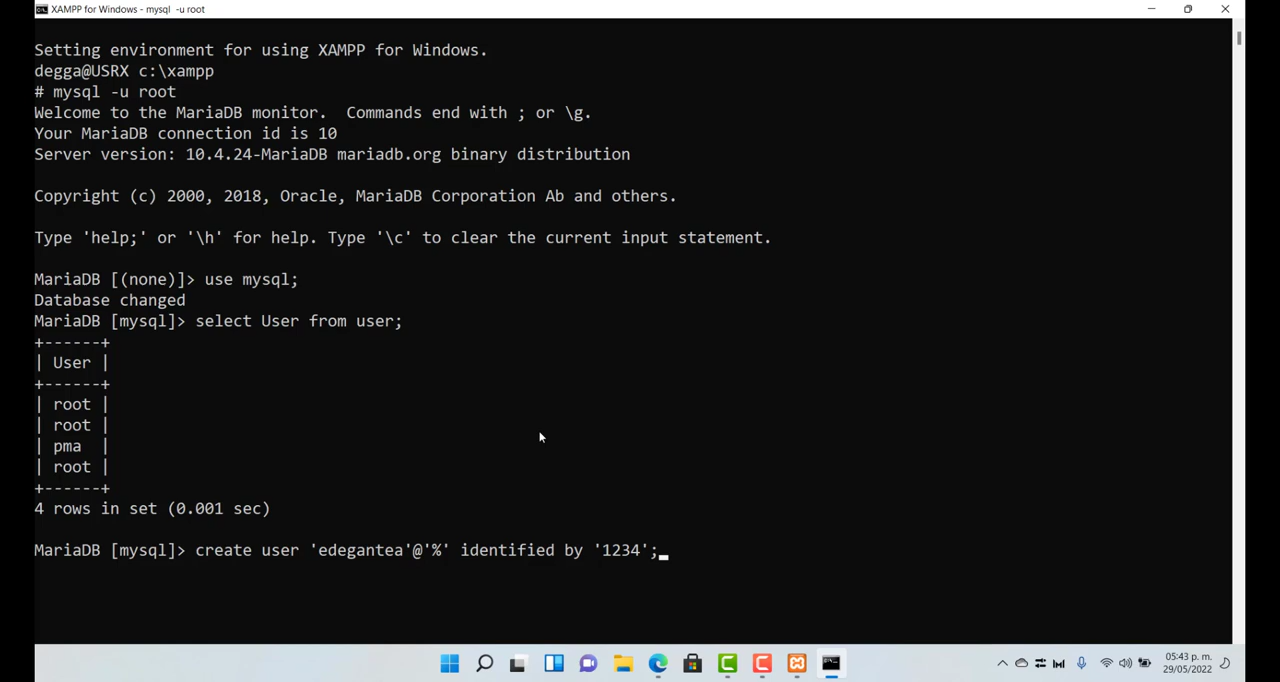 XAMPP for Windows - mysql  -u root
Setting environment for using XAMPP for Windows.
degga@USRX c:\xampp
# mysql -u root
Welcome to the MariaDB monitor.  Commands end with ; or \g.
Your MariaDB connection id is 10
Server version: 10.4.24-MariaDB mariadb.org binary distribution
Copyright (c) 2000, 2018, Oracle, MariaDB Corporation Ab and others.
Type 'help;' or '\h' for help. Type '\c' to clear the current input statement.
MariaDB [(none)]> use mysql;
Database changed
MariaDB [mysql]> select User from user;
+------+
| User |
+------+
| root |
| root |
| pma  |
| root |
+------+
4 rows in set (0.001 sec)
MariaDB [mysql]> create user 'edegantea'@'%' identified by '1234';
05:43 p. m.
29/05/2022